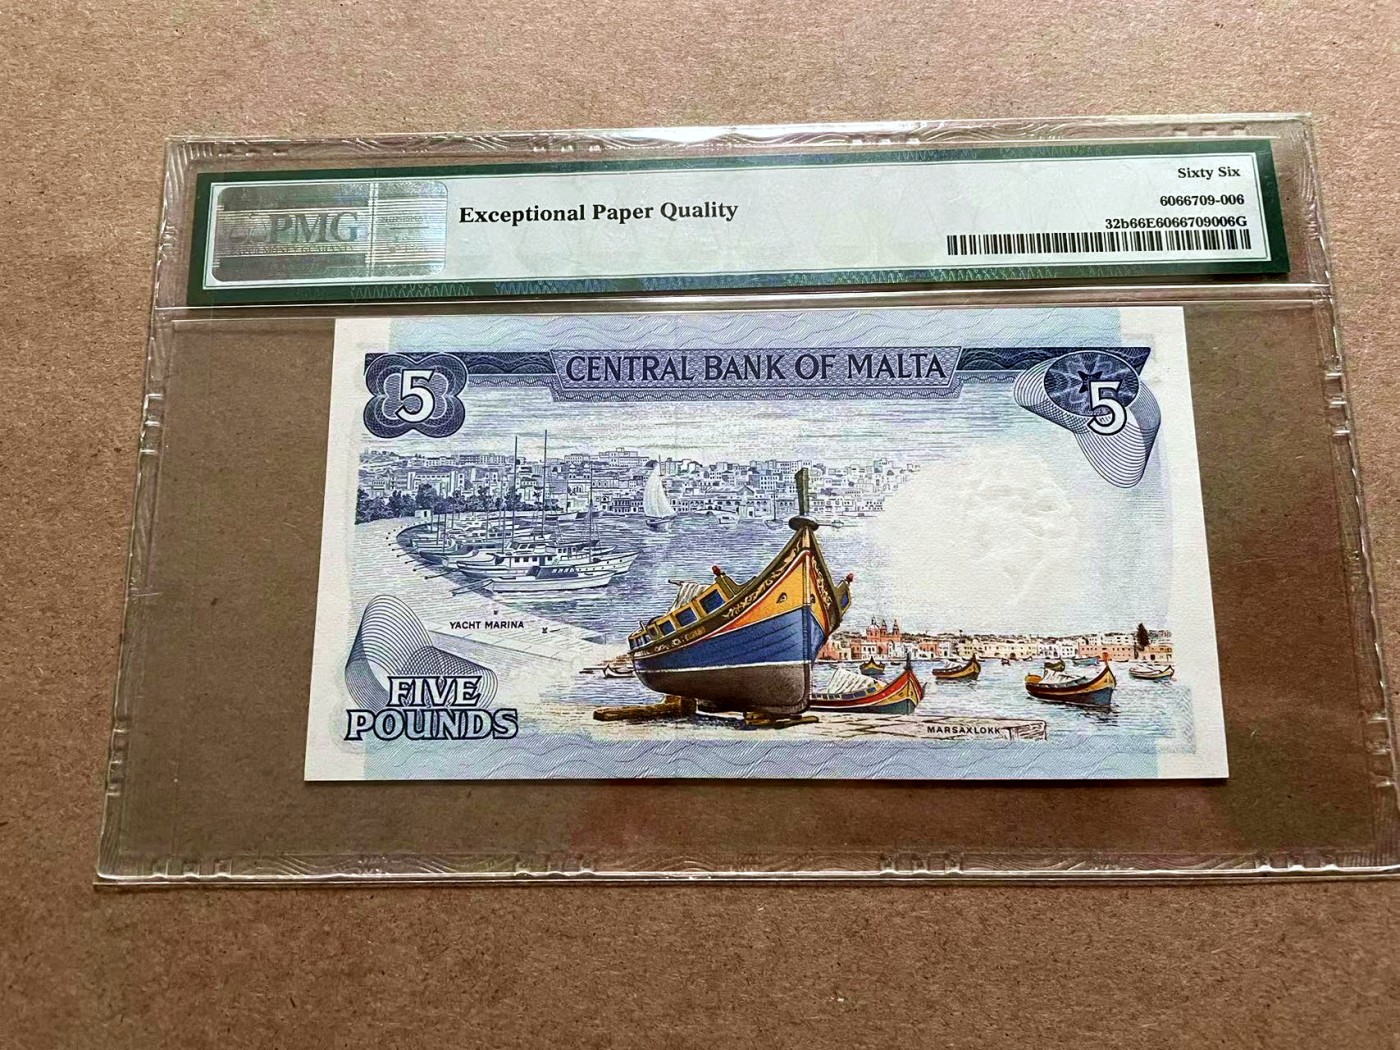 PMG
Exceptional Paper Quality
Sixty Six
6066709-006
32b66E6066709006G
CENTRAL BANK OF MALTA
5
5
YACHT MARINA
FIVE
POUNDS
MARSAXLOKK